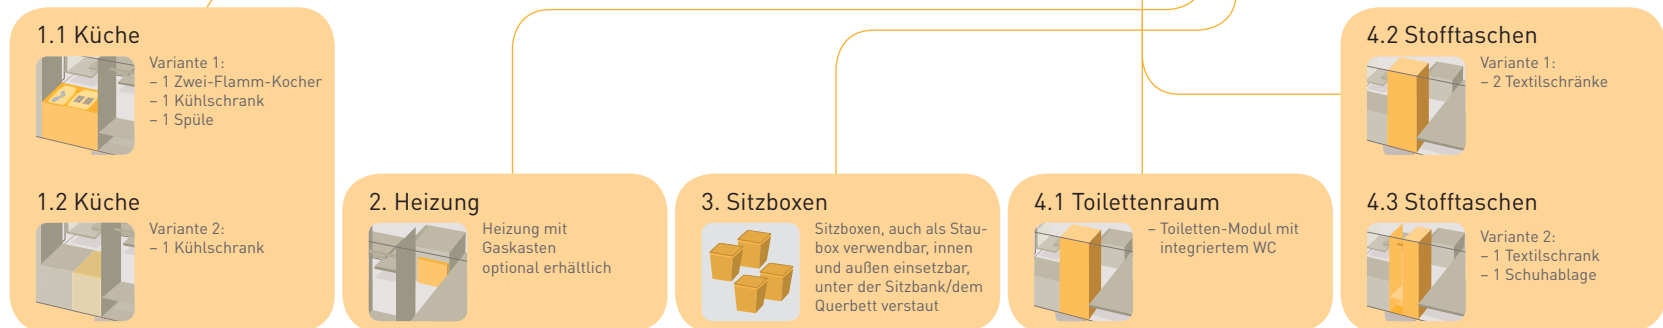 1.1 Küche
Variante 1:
– 1 Zwei-Flamm-Kocher
– 1 Kühlschrank
– 1 Spüle
1.2 Küche
Variante 2:
– 1 Kühlschrank
2. Heizung
Heizung mit
Gaskasten
optional erhältlich
3. Sitzboxen
Sitzboxen, auch als Stau-
box verwendbar, innen
und außen einsetzbar,
unter der Sitzbank/dem
Querbett verstaut
4.1 Toilettenraum
– Toiletten-Modul mit
integriertem WC
4.2 Stofftaschen
Variante 1:
– 2 Textilschränke
4.3 Stofftaschen
Variante 2:
– 1 Textilschrank
– 1 Schuhablage